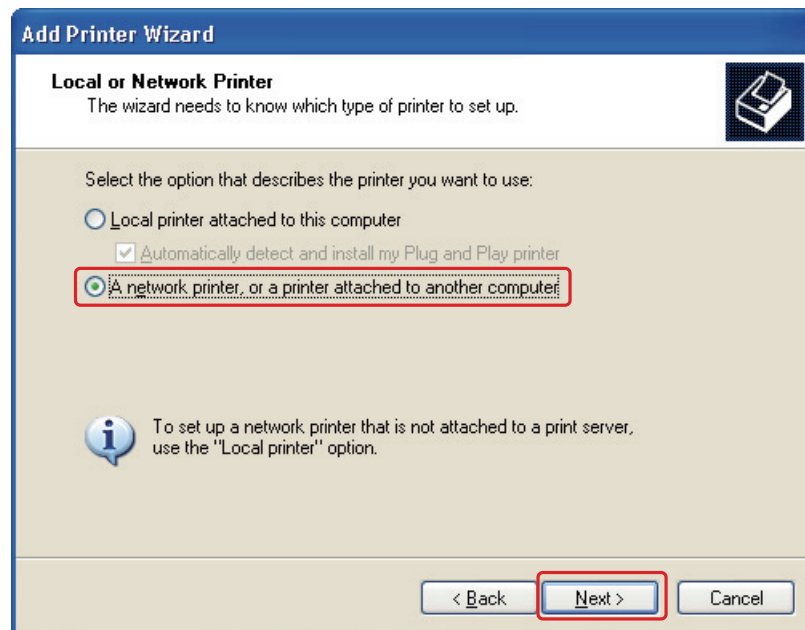 Add Printer Wizard
Local or Network Printer
The wizard needs to know which type of printer to set up.
Select the option that describes the printer you want to use:
Local printer attached to this computer
Automatically detect and install my Plug and Play printer
A network printer, or a printer attached to another computer
To set up a network printer that is not attached to a print server,
use the "Local printer" option.
< Back Next > Cancel